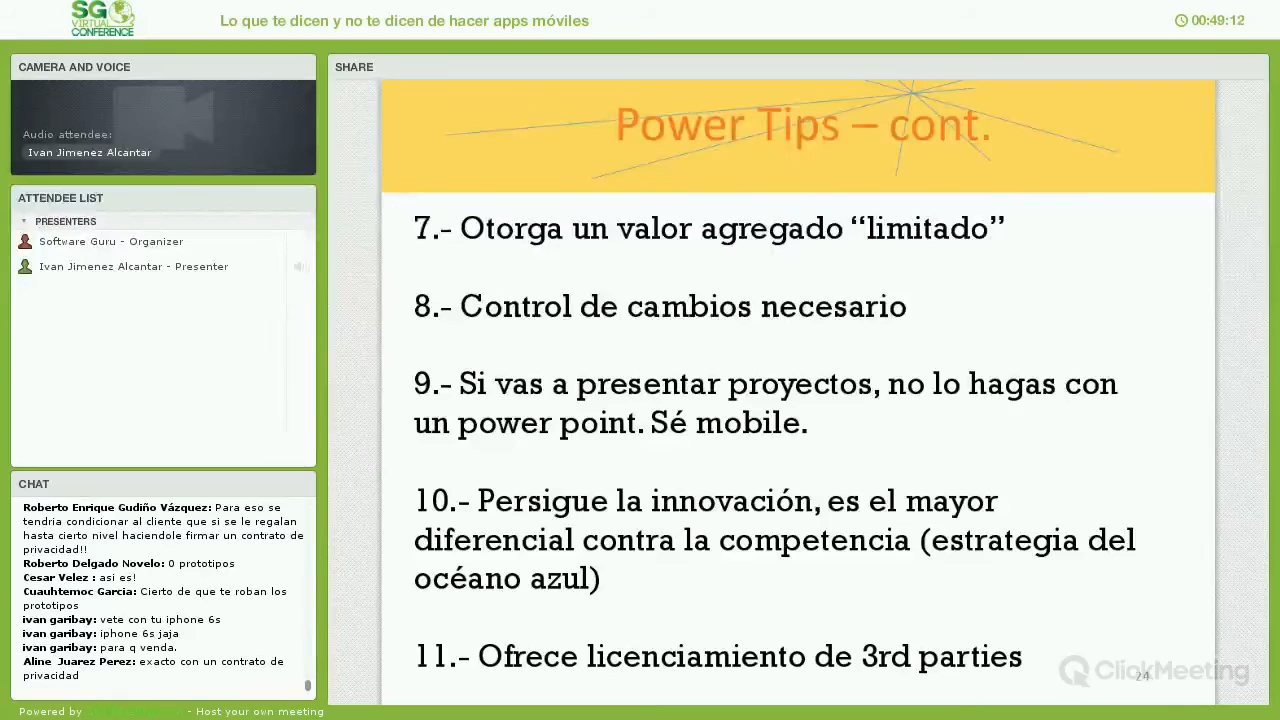 SG
VIRTUAL
CONFERENCE
Lo que te dicen y no te dicen de hacer apps móviles
00:49:12
CAMERA AND VOICE
Audio attendee:
Ivan Jimenez Alcantar
ATTENDEE LIST
PRESENTERS
Software Guru - Organizer
Ivan Jimenez Alcantar - Presenter
CHAT
Roberto Enrique Gudiño Vázquez: Para eso se
tendria condicionar al cliente que si se le regalan
hasta cierto nivel haciendole firmar un contrato de
privacidad!!
Roberto Delgado Novelo: 0 prototipos
Cesar Velez : asi es!
Cuauhtemoc Garcia: Cierto de que te roban los
prototipos
ivan garibay: vete con tu iphone 6s
ivan garibay: iphone 6s jaja
ivan garibay: para q venda.
Aline Juarez Perez: exacto con un contrato de
privacidad
Powered by - Host your own meeting
SHARE
Power Tips – cont.
7.- Otorga un valor agregado “limitado”
8.- Control de cambios necesario
9.- Si vas a presentar proyectos, no lo hagas con
un power point. Sé mobile.
10.- Persigue la innovación, es el mayor
diferencial contra la competencia (estrategia del
océano azul)
11.- Ofrece licenciamiento de 3rd parties
24
ClickMeeting